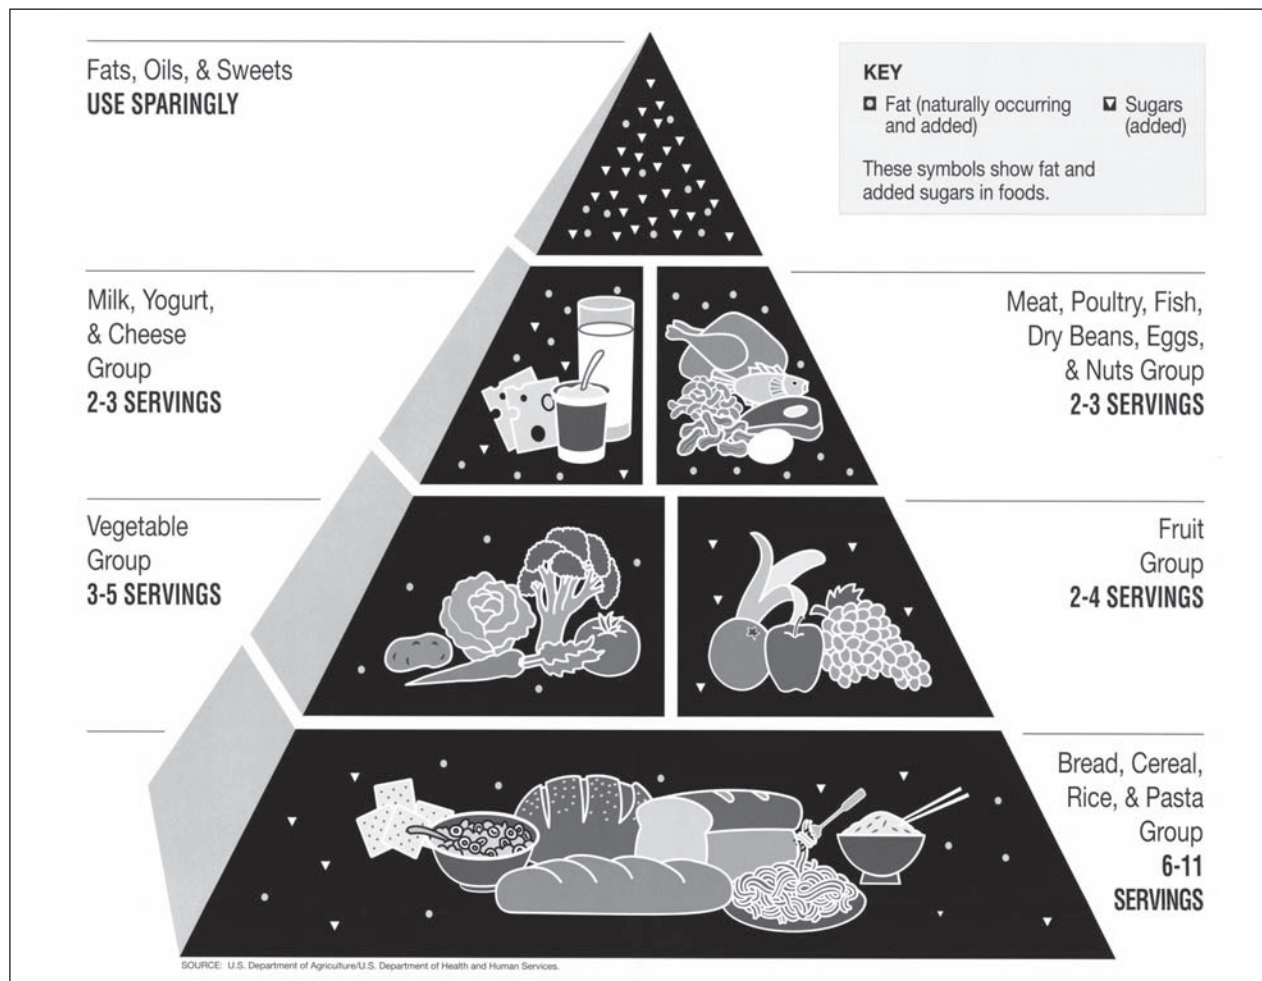 Fats, Oils, & Sweets
USE SPARINGLY
KEY
Fat (naturally occurring
and added)
Sugars
(added)
These symbols show fat and
added sugars in foods.
Milk, Yogurt,
& Cheese
Group
2-3 SERVINGS
Meat, Poultry, Fish,
Dry Beans, Eggs,
& Nuts Group
2-3 SERVINGS
Vegetable
Group
3-5 SERVINGS
Fruit
Group
2-4 SERVINGS
Bread, Cereal,
Rice, & Pasta
Group
6-11
SERVINGS
SOURCE: U.S. Department of Agriculture/U.S. Department of Health and Human Services.